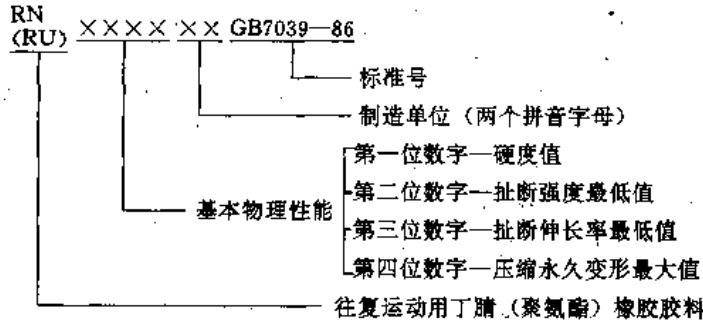 RN
(RU) ×××× ×× GB7039—86
标准号
制造单位（两个拼音字母）
第一位数字—硬度值
第二位数字—扯断强度最低值
基本物理性能
第三位数字—扯断伸长率最低值
第四位数字—压缩永久变形最大值
往复运动用丁腈（聚氨酯）橡胶胶料